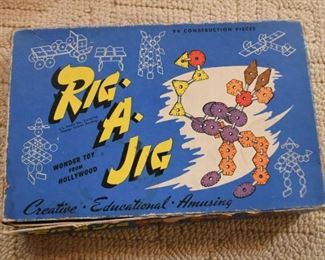 94 CONSTRUCTION PIECES
RIG-
A-
JIG
WONDER TOY
FROM
HOLLYWOOD
Creative · Educational · Amusing